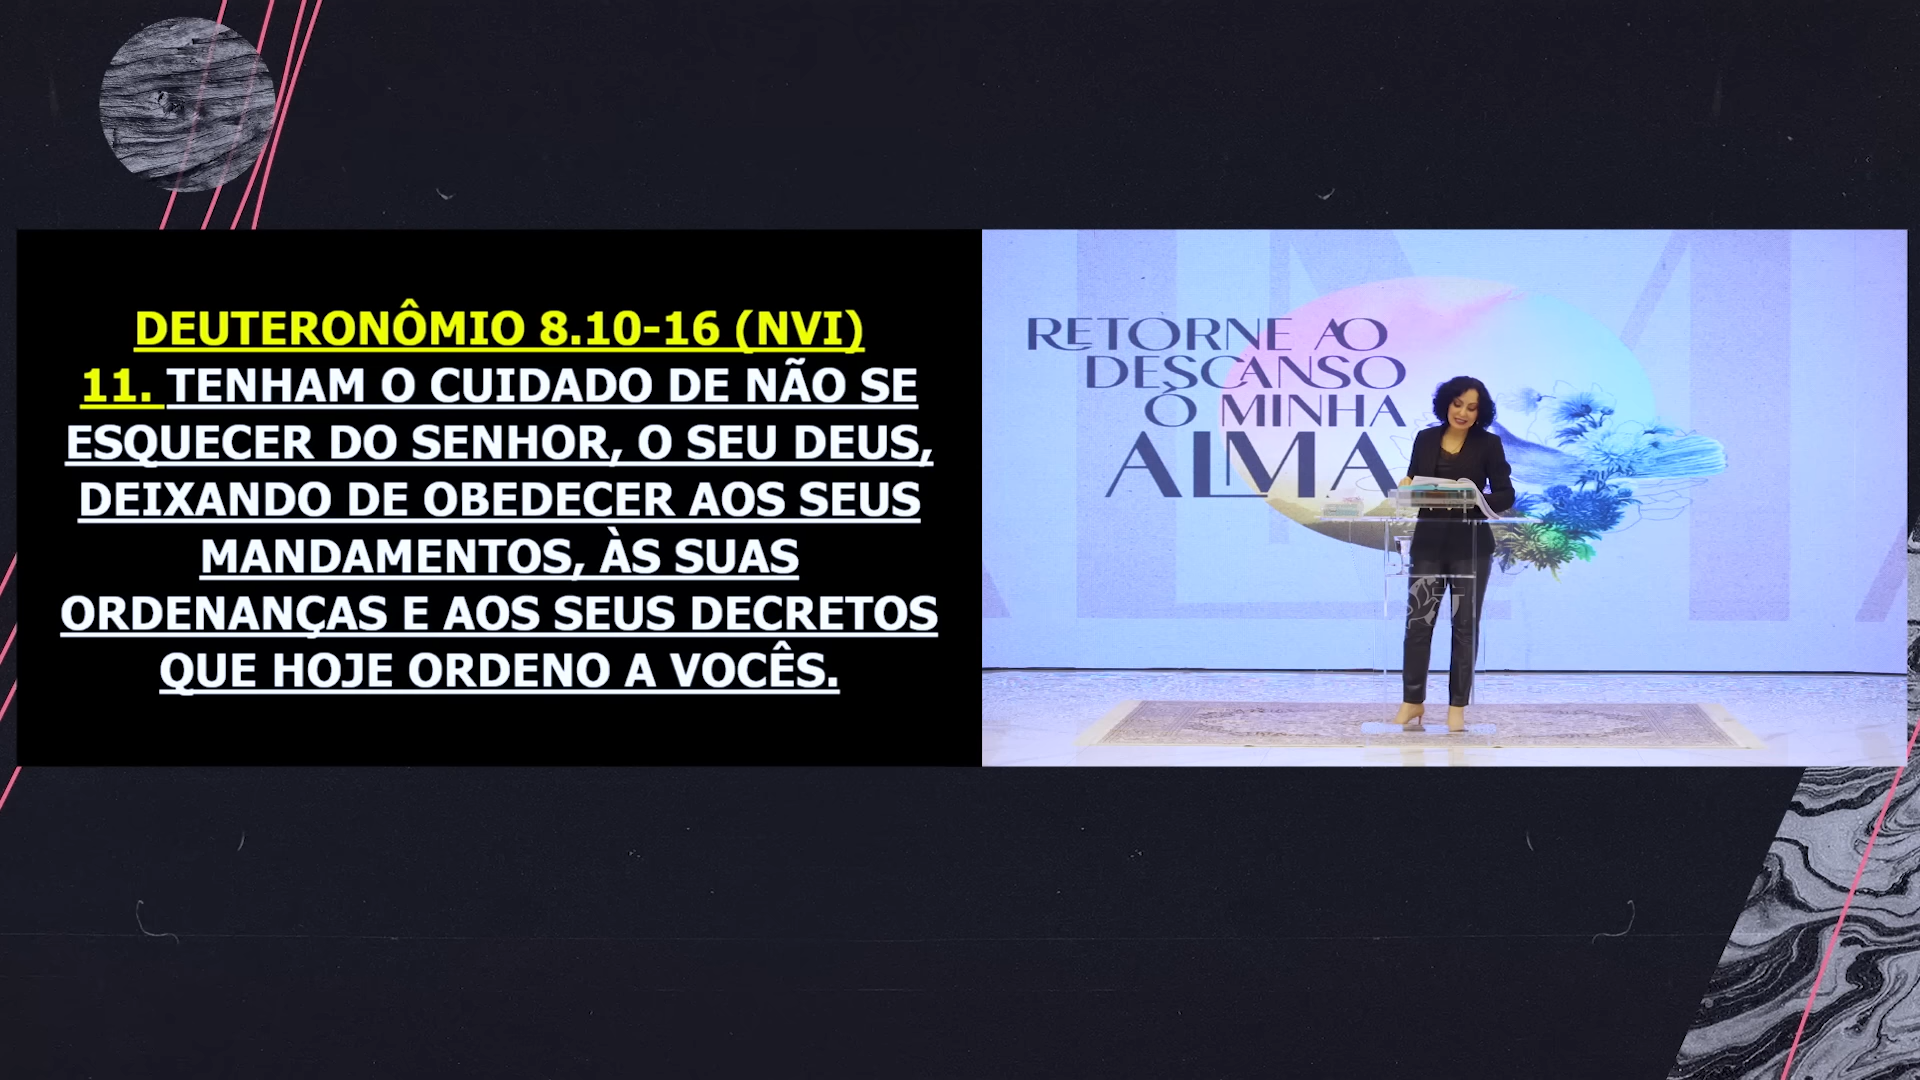 DEUTERONÔMIO 8.10-16 (NVI)
11. TENHAM O CUIDADO DE NÃO SE
ESQUECER DO SENHOR, O SEU DEUS,
DEIXANDO DE OBEDECER AOS SEUS
MANDAMENTOS, ÀS SUAS
ORDENANÇAS E AOS SEUS DECRETOS
QUE HOJE ORDENO A VOCÊS.
RETORNE AO
DESCANSO
Ó MINHA
ALMA